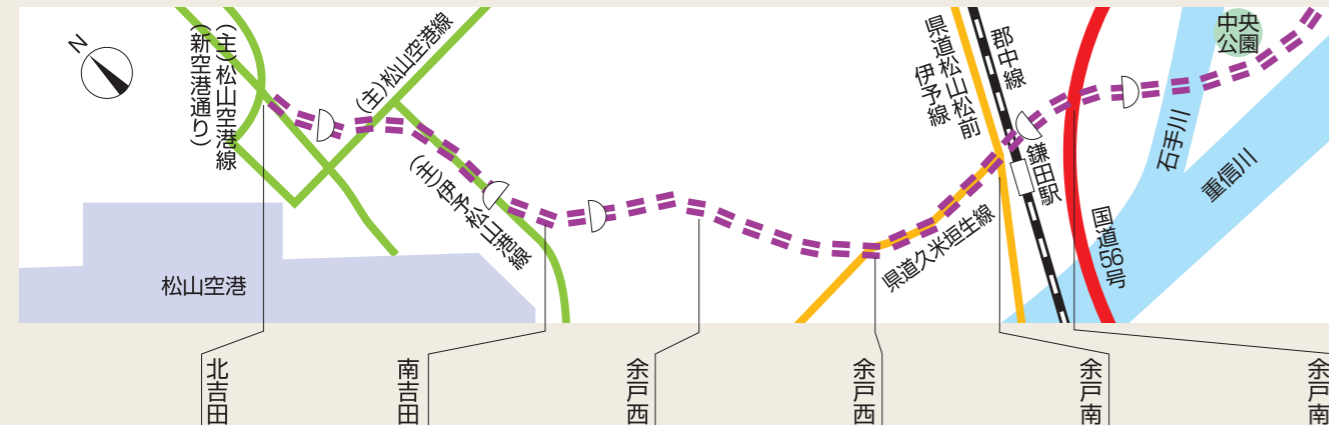 N
(主)松山空港線
(新空港通り)
(主)松山空港線
(主)伊予松山港線
松山空港
県道松山松前
伊予線
郡中線
鎌田駅
県道久米垣生線
国道56号
石手川
重信川
中央
公園
北吉田
南吉田
余戸西
余戸西
余戸南
余戸南